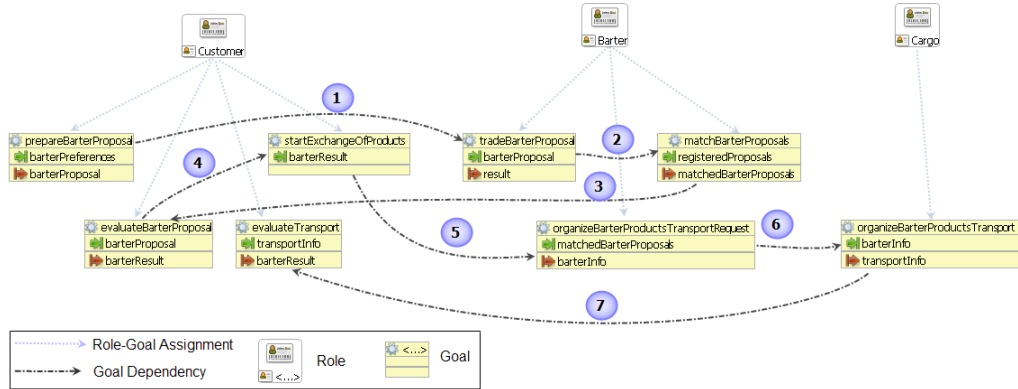 Customer
Barter
Cargo
1
prepareBarterProposal
barterPreferences
barterProposal
startExchangeOfProducts
barterResult
tradeBarterProposal
barterProposal
result
2
matchBarterProposals
registeredProposals
matchedBarterProposals
4
3
evaluateBarterProposal
barterProposal
barterResult
evaluateTransport
transportInfo
barterResult
5
organizeBarterProductsTransportRequest
matchedBarterProposals
barterInfo
6
organizeBarterProductsTransport
barterInfo
transportInfo
7
Role-Goal Assignment
Goal Dependency
<...>
Role
<...>
Goal